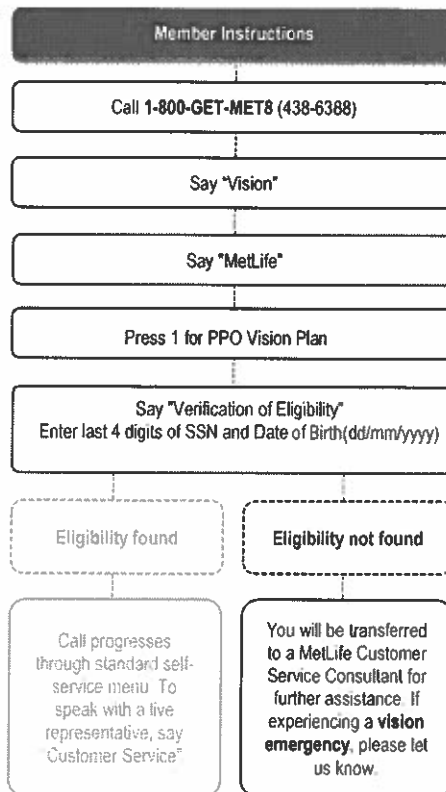 Member Instructions
Call 1-800-GET-MET8 (438-6388)
Say "Vision"
Say "MetLife"
Press 1 for PPO Vision Plan
Say "Verification of Eligibility"
Enter last 4 digits of SSN and Date of Birth(dd/mm/yyyy)
Eligibility found
Eligibility not found
Call progresses
through standard self-
service menu. To
speak with a live
representative, say
"Customer Service"
You will be transferred
to a MetLife Customer
Service Consultant for
further assistance. If
experiencing a vision
emergency, please let
us know.